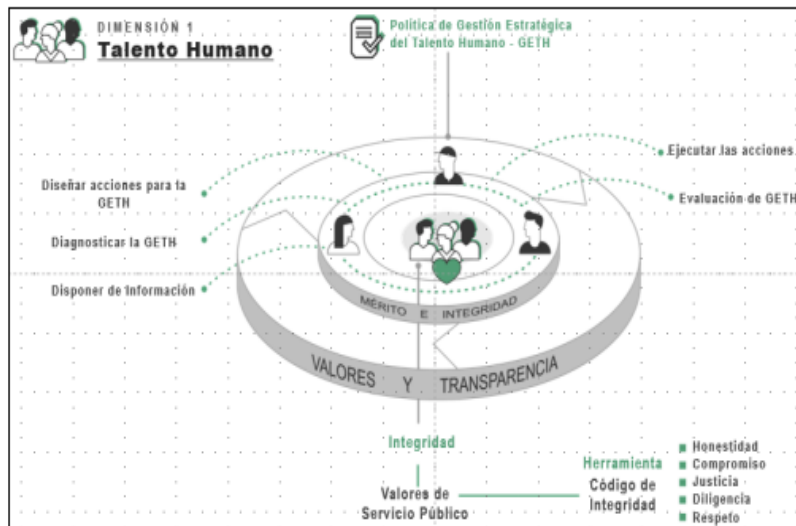 DIMENSIÓN 1
Talento Humano
Política de Gestión Estratégica
del Talento Humano - GETH
Ejecutar las acciones
Diseñar acciones para la
GETH
Evaluación de GETH
Diagnosticar la GETH
Disponer de Información
MÉRITO E INTEGRIDAD
VALORES Y TRANSPARENCIA
Integridad
Valores de
Servicio Público
Herramienta
Código de
Integridad
Honestidad
Compromiso
Justicia
Diligencia
Respeto